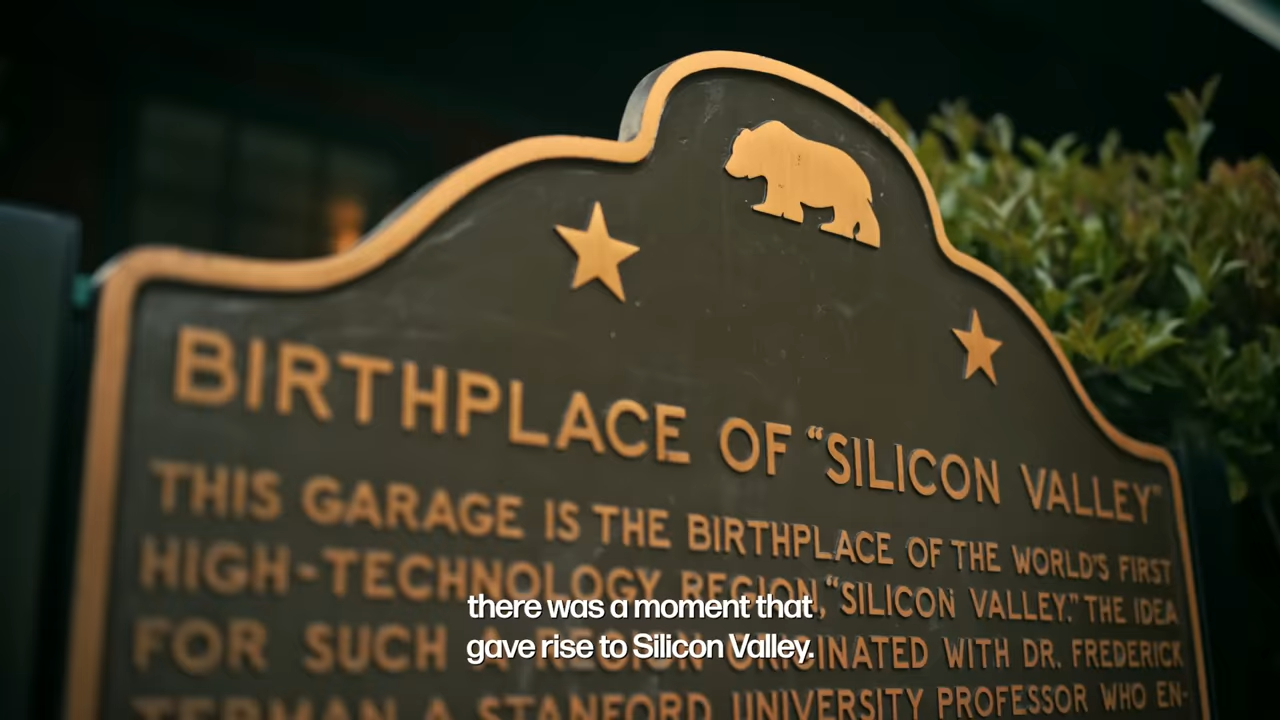 BIRTHPLACE OF “SILICON VALLEY”
THIS GARAGE IS THE BIRTHPLACE OF THE WORLD'S FIRST
HIGH-TECHNOLOGY REGION, “SILICON VALLEY.” THE IDEA
FOR SUCH A REGION ORIGINATED WITH DR. FREDERICK
TERMAN, A STANFORD UNIVERSITY PROFESSOR WHO EN-
there was a moment that
gave rise to Silicon Valley.